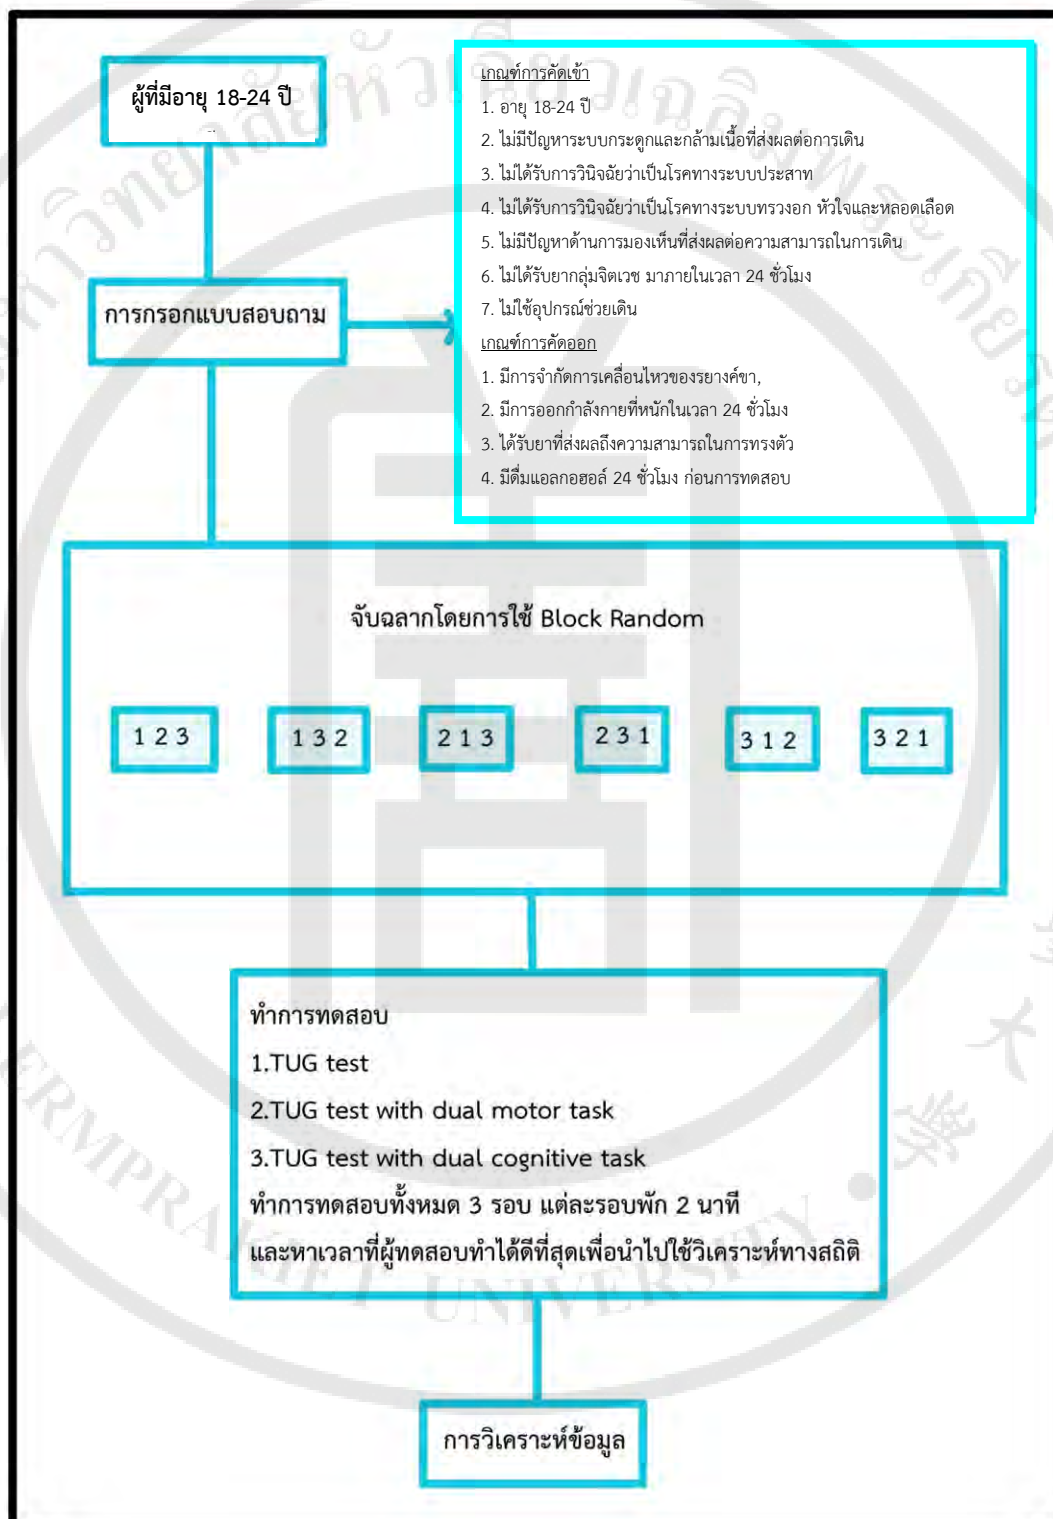 ผู้ที่มีอายุ 18-24 ปี
เกณฑ์การคัดเข้า
1. อายุ 18-24 ปี
2. ไม่มีปัญหาระบบกระดูกและกล้ามเนื้อที่ส่งผลต่อการเดิน
3. ไม่ได้รับการวินิจฉัยว่าเป็นโรคทางระบบประสาท
4. ไม่ได้รับการวินิจฉัยว่าเป็นโรคทางระบบทรวงอก หัวใจและหลอดเลือด
5. ไม่มีปัญหาด้านการมองเห็นที่ส่งผลต่อความสามารถในการเดิน
6. ไม่ได้รับยากลุ่มจิตเวช มาภายในเวลา 24 ชั่วโมง
7. ไม่ใช้อุปกรณ์ช่วยเดิน
เกณฑ์การคัดออก
1. มีการจำกัดการเคลื่อนไหวของรยางค์ขา,
2. มีการออกกำลังกายที่หนักในเวลา 24 ชั่วโมง
3. ได้รับยาที่ส่งผลถึงความสามารถในการทรงตัว
4. มีดื่มแอลกอฮอล์ 24 ชั่วโมง ก่อนการทดสอบ
การกรอกแบบสอบถาม
จับฉลากโดยการใช้ Block Random
1 2 3
1 3 2
2 1 3
2 3 1
3 1 2
3 2 1
ทำการทดสอบ
1.TUG test
2.TUG test with dual motor task
3.TUG test with dual cognitive task
ทำการทดสอบทั้งหมด 3 รอบ แต่ละรอบพัก 2 นาที
และหาเวลาที่ผู้ทดสอบทำได้ดีที่สุดเพื่อนำไปใช้วิเคราะห์ทางสถิติ
การวิเคราะห์ข้อมูล